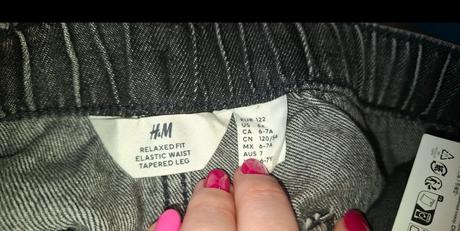 H&M
RELAXED FIT
ELASTIC WAIST
TAPERED LEG
EUR 122
US
CA 6-7A
CN 120/
MX 6-7A
AUS 7
6-7Y